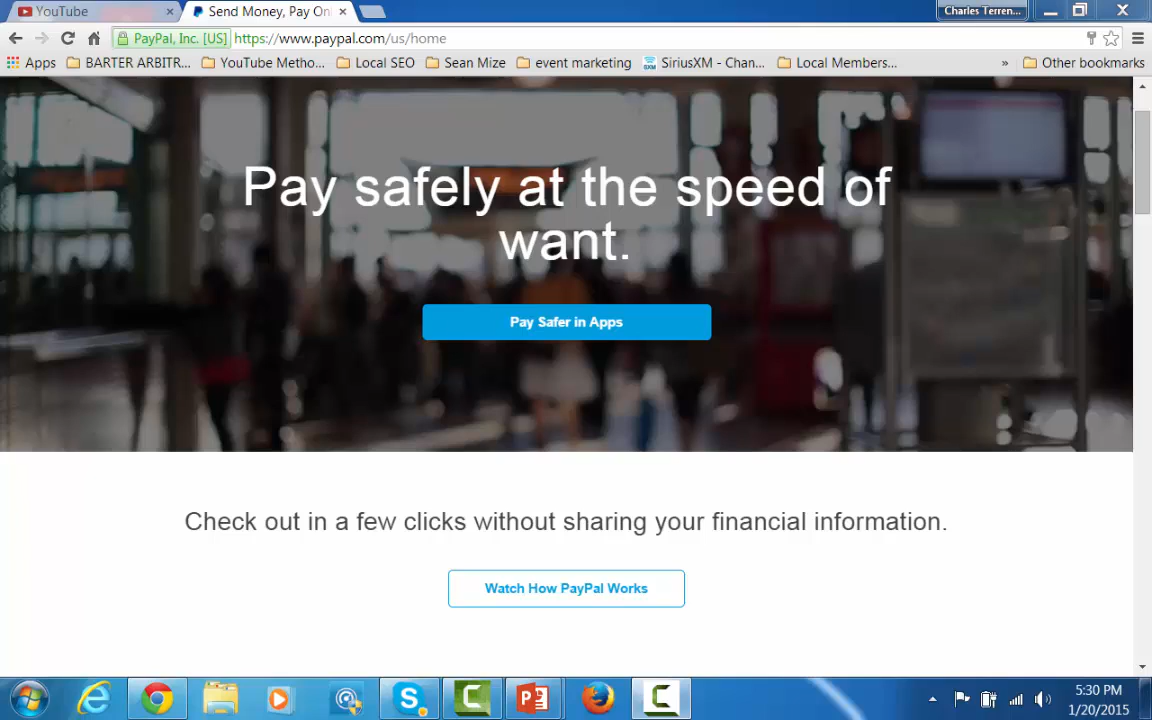 YouTube
Send Money, Pay Onl
Charles Terren...
PayPal, Inc. [US]
https://www.paypal.com/us/home
Apps
BARTER ARBITR...
YouTube Metho...
Local SEO
Sean Mize
event marketing
SiriusXM - Chan...
Local Members...
»
Other bookmarks
Pay safely at the speed of
want.
Pay Safer in Apps
Check out in a few clicks without sharing your financial information.
Watch How PayPal Works
5:30 PM
1/20/2015